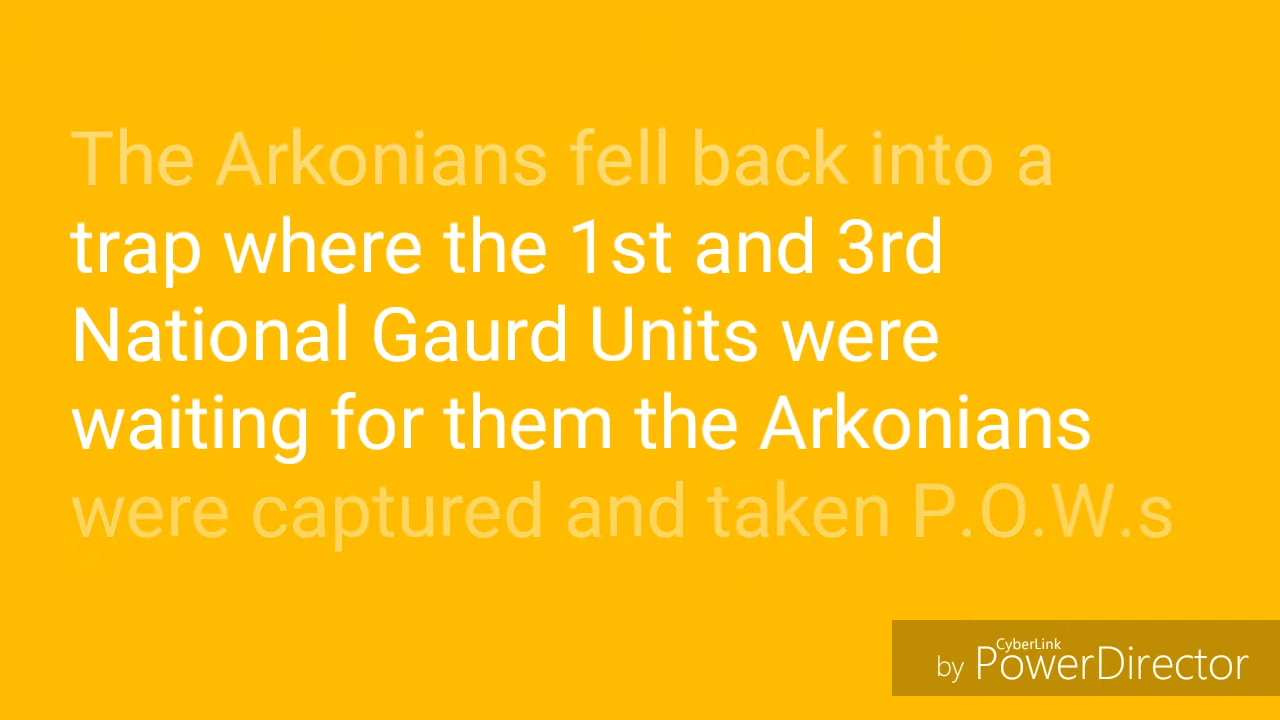 The Arkonians fell back into a
trap where the 1st and 3rd
National Gaurd Units were
waiting for them the Arkonians
were captured and taken P.O.W.s
CyberLink
by PowerDirector